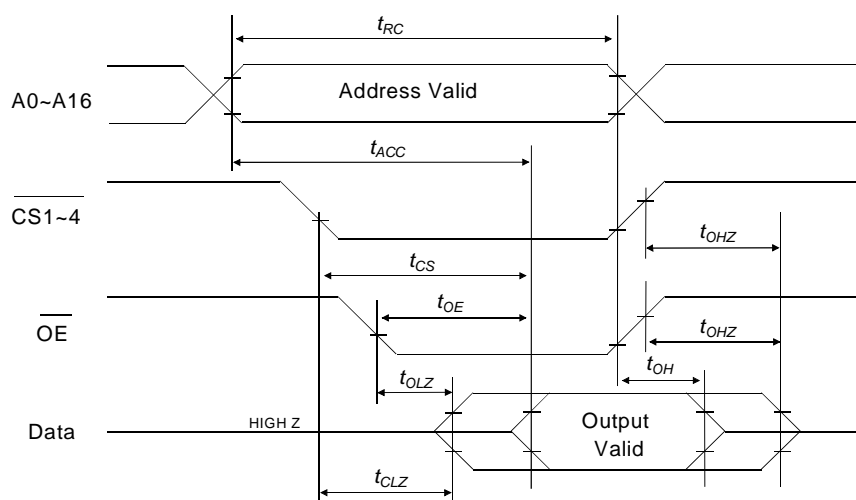 tRC
A0~A16
Address Valid
tACC
CS1~4
tOHZ
tCS
OE
tOE
tOHZ
tOH
tOLZ
Data
HIGH Z
Output
Valid
tCLZ